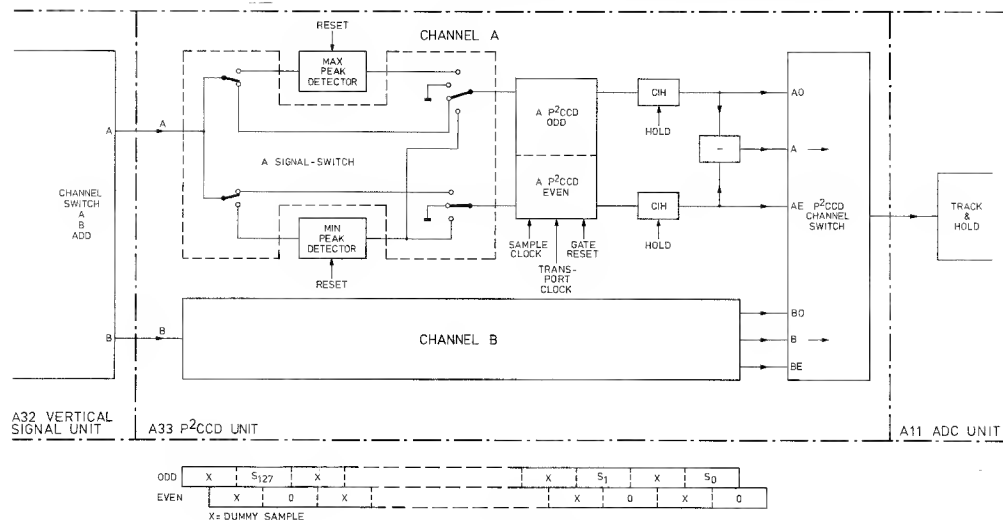 RESET
CHANNEL A
MAX
PEAK
DETECTOR
A
A
A SIGNAL-SWITCH
A P²CCD
ODD
A P²CCD
EVEN
CIH
HOLD
CIH
HOLD
-
AO
A
AE
P²CCD
CHANNEL
SWITCH
CHANNEL
SWITCH
A
B
ADD
TRACK
&
HOLD
MIN
PEAK
DETECTOR
RESET
SAMPLE
CLOCK
TRANS-
PORT
CLOCK
GATE
RESET
B
B
CHANNEL B
BO
B
BE
A32 VERTICAL
SIGNAL UNIT
A33 P²CCD UNIT
A11 ADC UNIT
ODD X S127 X X S1 X S0
EVEN X 0 X X 0 X 0
X= DUMMY SAMPLE